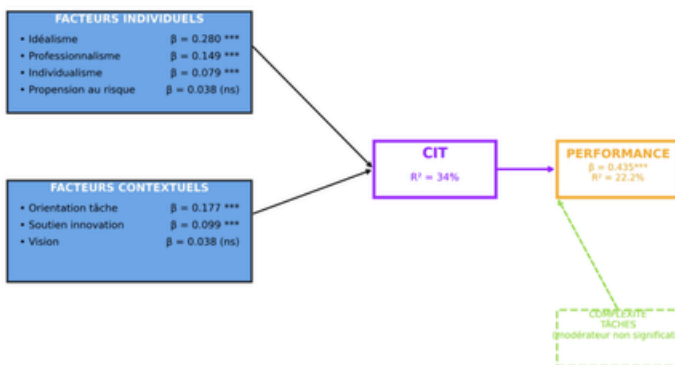 FACTEURS INDIVIDUELS
• Idéalisme β = 0.280 ***
• Professionnalisme β = 0.149 ***
• Individualisme β = 0.079 ***
• Propension au risque β = 0.038 (ns)
FACTEURS CONTEXTUELS
• Orientation tâche β = 0.177 ***
• Soutien innovation β = 0.099 ***
• Vision β = 0.038 (ns)
CIT
R² = 34%
PERFORMANCE
β = 0.435***
R² = 22.2%
COMPLEXITÉ
TÂCHES
modérateur non